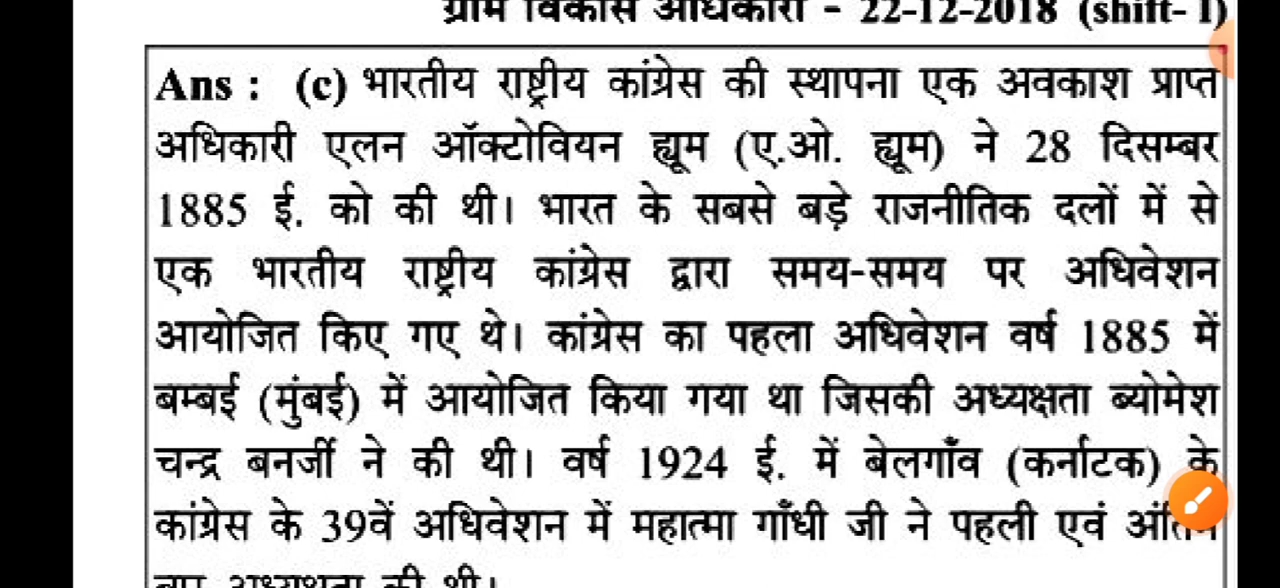 ग्राम विकास अधिकारी - 22-12-2018 (shift- I)
Ans : (c) भारतीय राष्ट्रीय कांग्रेस की स्थापना एक अवकाश प्राप्त
अधिकारी एलन ऑक्टोवियन ह्यूम (ए.ओ. ह्यूम) ने 28 दिसम्बर
1885 ई. को की थी। भारत के सबसे बड़े राजनीतिक दलों में से
एक भारतीय राष्ट्रीय कांग्रेस द्वारा समय-समय पर अधिवेशन
आयोजित किए गए थे। कांग्रेस का पहला अधिवेशन वर्ष 1885 में
बम्बई (मुंबई) में आयोजित किया गया था जिसकी अध्यक्षता ब्योमेश
चन्द्र बनर्जी ने की थी। वर्ष 1924 ई. में बेलगाँव (कर्नाटक) के
कांग्रेस के 39वें अधिवेशन में महात्मा गाँधी जी ने पहली एवं अंतिम
बार अध्यक्षता की थी।